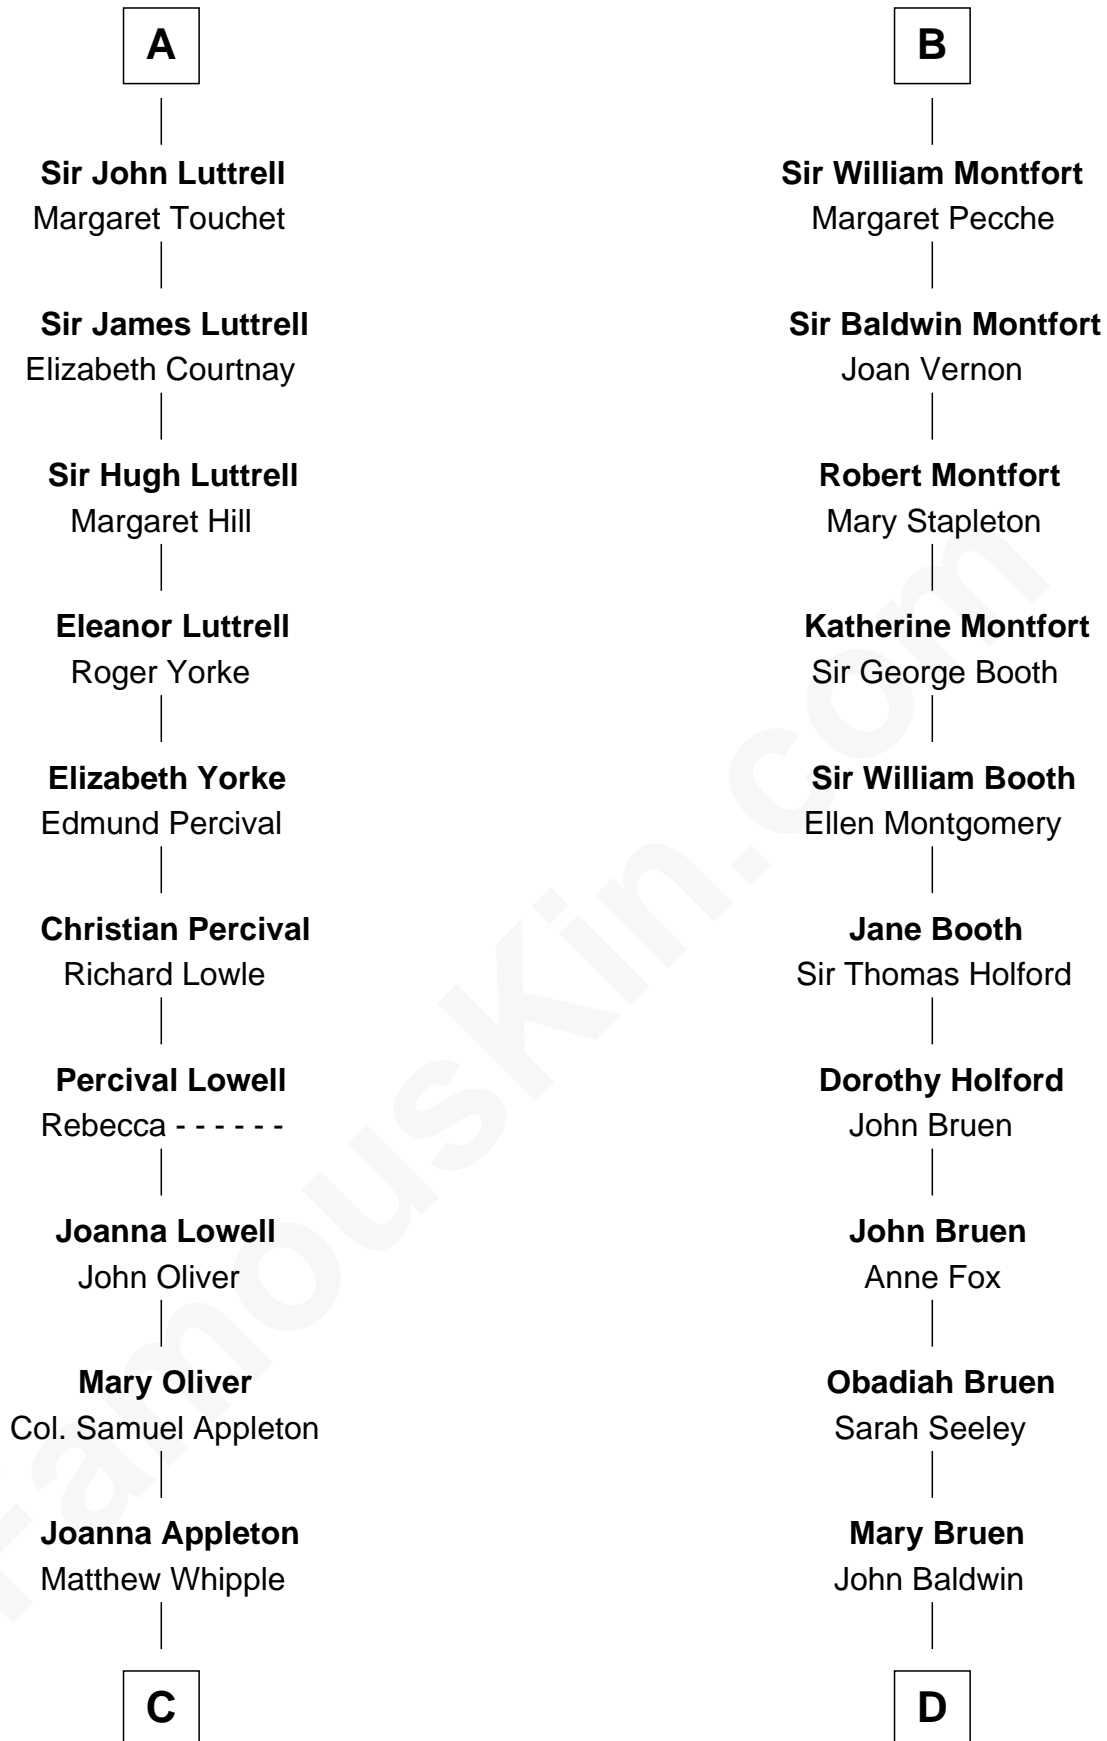 A
Sir John Luttrell
Margaret Touchet
Sir James Luttrell
Elizabeth Courtnay
Sir Hugh Luttrell
Margaret Hill
Eleanor Luttrell
Roger Yorke
Elizabeth Yorke
Edmund Percival
Christian Percival
Richard Lowle
Percival Lowell
Rebecca - - - - - -
Joanna Lowell
John Oliver
Mary Oliver
Col. Samuel Appleton
Joanna Appleton
Matthew Whipple
C
B
Sir William Montfort
Margaret Pecche
Sir Baldwin Montfort
Joan Vernon
Robert Montfort
Mary Stapleton
Katherine Montfort
Sir George Booth
Sir William Booth
Ellen Montgomery
Jane Booth
Sir Thomas Holford
Dorothy Holford
John Bruen
John Bruen
Anne Fox
Obadiah Bruen
Sarah Seeley
Mary Bruen
John Baldwin
D
FamousKin.com